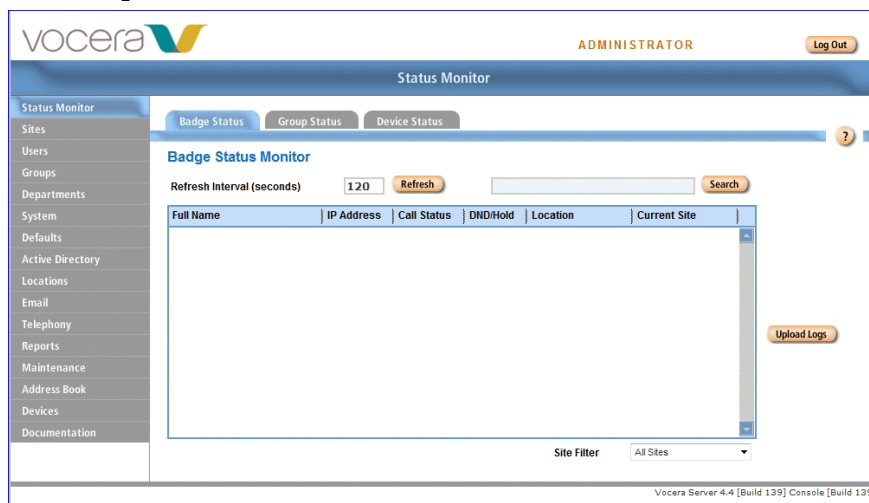 vocera
ADMINISTRATOR
Log Out
Status Monitor
Status Monitor
Sites
Users
Groups
Departments
System
Defaults
Active Directory
Locations
Email
Telephony
Reports
Maintenance
Address Book
Devices
Documentation
Badge Status Group Status Device Status
?
Badge Status Monitor
Refresh Interval (seconds) 120 Refresh Search
Full Name IP Address Call Status DND/Hold Location Current Site
Upload Logs
Site Filter All Sites
Vocera Server 4.4 [Build 139] Console [Build 139